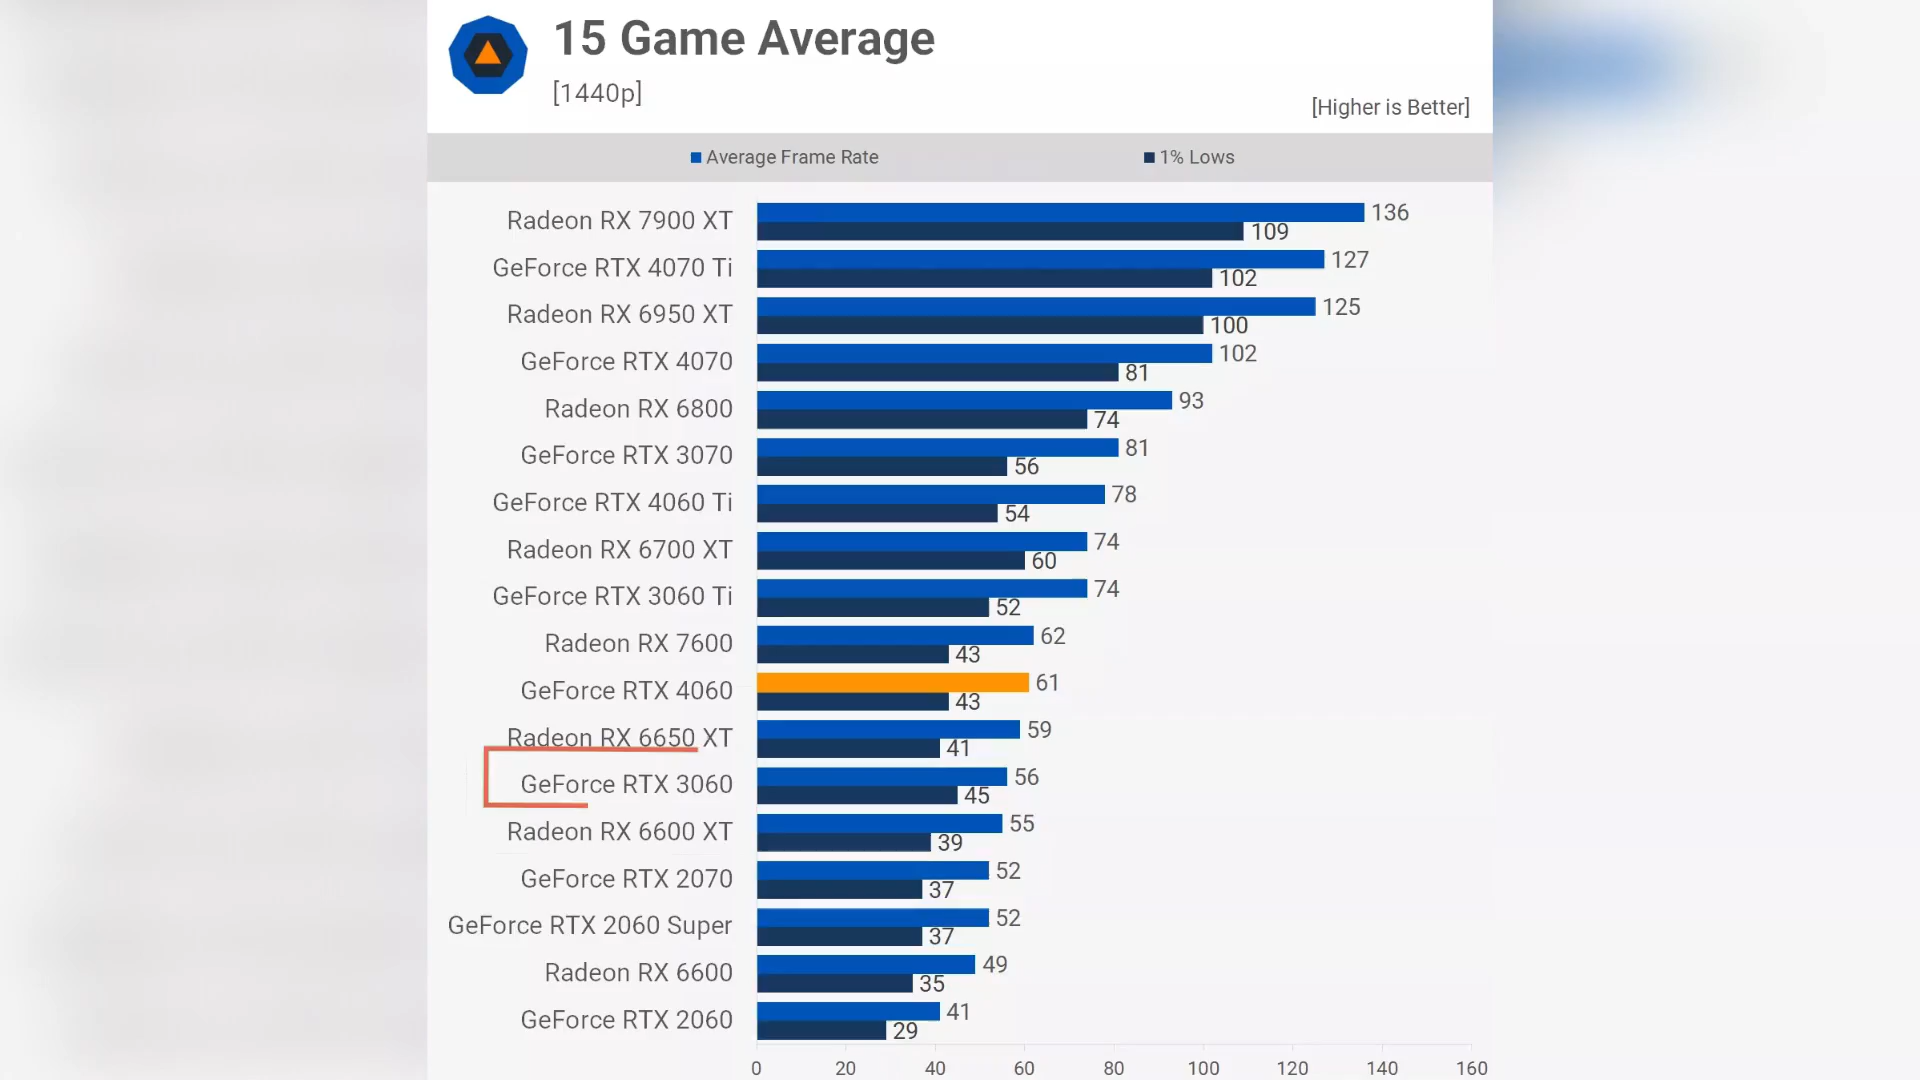 15 Game Average
[1440p]
[Higher is Better]
Average Frame Rate 1% Lows
Radeon RX 7900 XT 136 109
GeForce RTX 4070 Ti 127 102
Radeon RX 6950 XT 125 100
GeForce RTX 4070 102 81
Radeon RX 6800 93 74
GeForce RTX 3070 81 56
GeForce RTX 4060 Ti 78 54
Radeon RX 6700 XT 74 60
GeForce RTX 3060 Ti 74 52
Radeon RX 7600 62 43
GeForce RTX 4060 61 43
Radeon RX 6650 XT 59 41
GeForce RTX 3060 56 45
Radeon RX 6600 XT 55 39
GeForce RTX 2070 52 37
GeForce RTX 2060 Super 52 37
Radeon RX 6600 49 35
GeForce RTX 2060 41 29
0 20 40 60 80 100 120 140 160